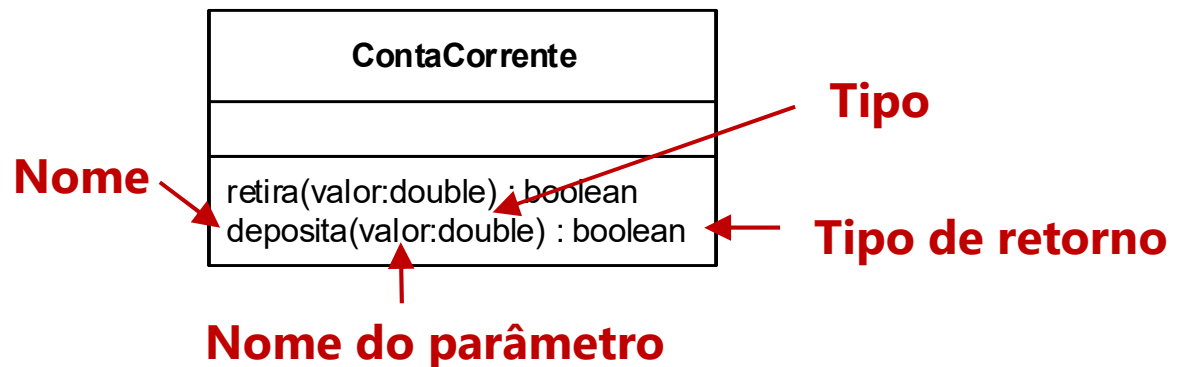 ContaCorrente
Tipo
Nome
retira(valor:double) : boolean
deposita(valor:double) : boolean
Tipo de retorno
Nome do parâmetro